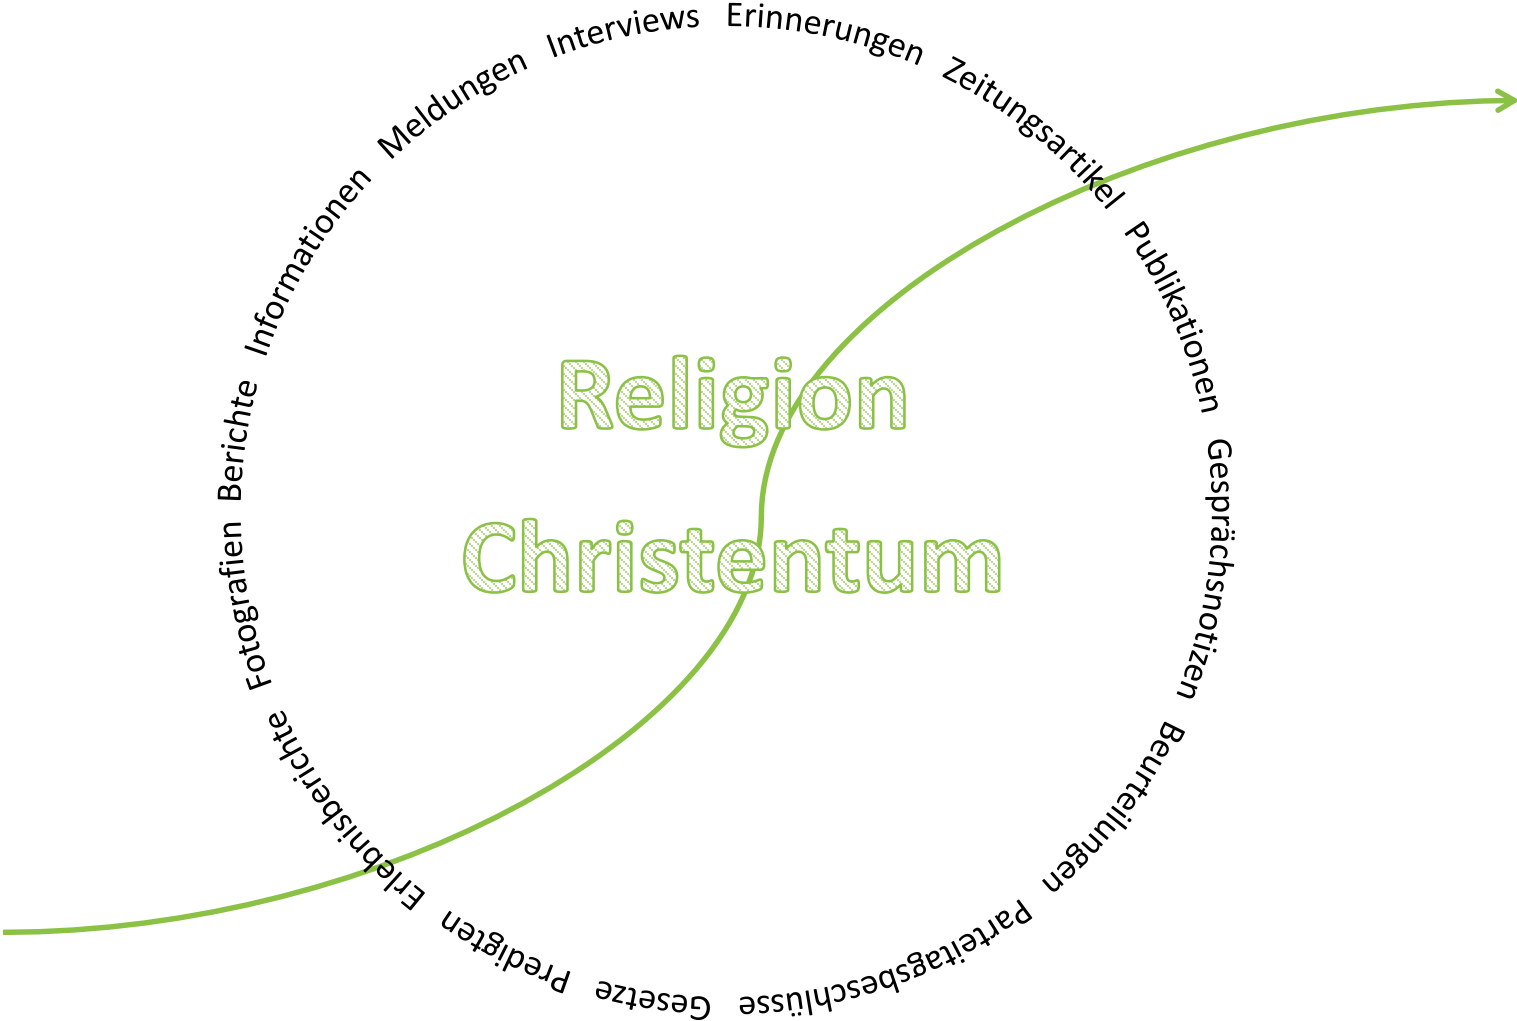 Berichte Informationen Meldungen Interviews Erinnerungen Zeitungsartikel Publikationen Gesprächsnotizen Beurteilungen Parteitagsbeschlüsse Gesetze Predigten Erlebnisberichte Fotografien
Religion
Christentum